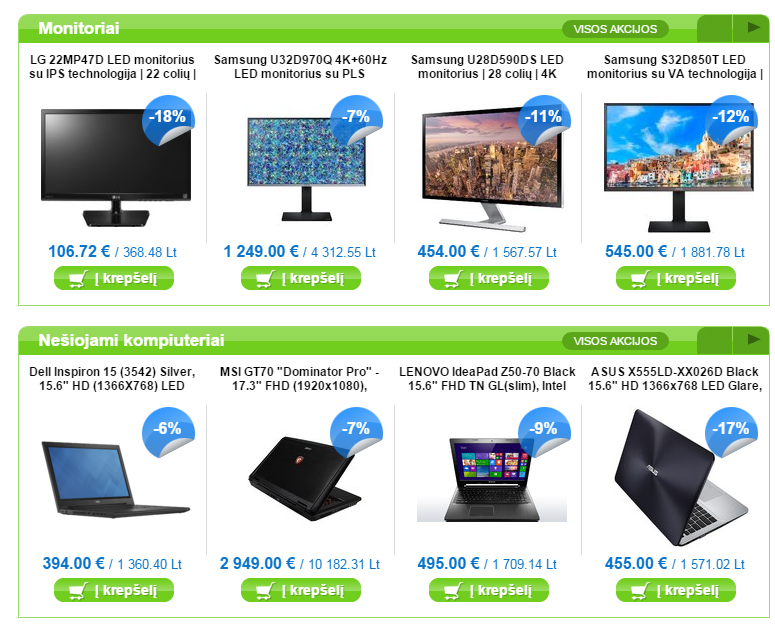 Monitoriai
VISOS AKCIJOS
LG 22MP47D LED monitorius
su IPS technologija | 22 colių |
Samsung U32D970Q 4K+60Hz
LED monitorius su PLS
Samsung U28D590DS LED
monitorius | 28 colių | 4K
Samsung S32D850T LED
monitorius su VA technologija |
-18%
-7%
-11%
-12%
106.72 € / 368.48 Lt
1 249.00 € / 4 312.55 Lt
454.00 € / 1 567.57 Lt
545.00 € / 1 881.78 Lt
Į krepšelį
Į krepšelį
Į krepšelį
Į krepšelį
Nešiojami kompiuteriai
VISOS AKCIJOS
Dell Inspiron 15 (3542) Silver,
15.6" HD (1366X768) LED
MSI GT70 "Dominator Pro" -
17.3" FHD (1920x1080),
LENOVO IdeaPad Z50-70 Black
15.6" FHD TN GL(slim), Intel
ASUS X555LD-XX026D Black
15.6" HD 1366x768 LED Glare,
-6%
-7%
-9%
-17%
ASUS
394.00 € / 1 360.40 Lt
2 949.00 € / 10 182.31 Lt
495.00 € / 1 709.14 Lt
455.00 € / 1 571.02 Lt
Į krepšelį
Į krepšelį
Į krepšelį
Į krepšelį